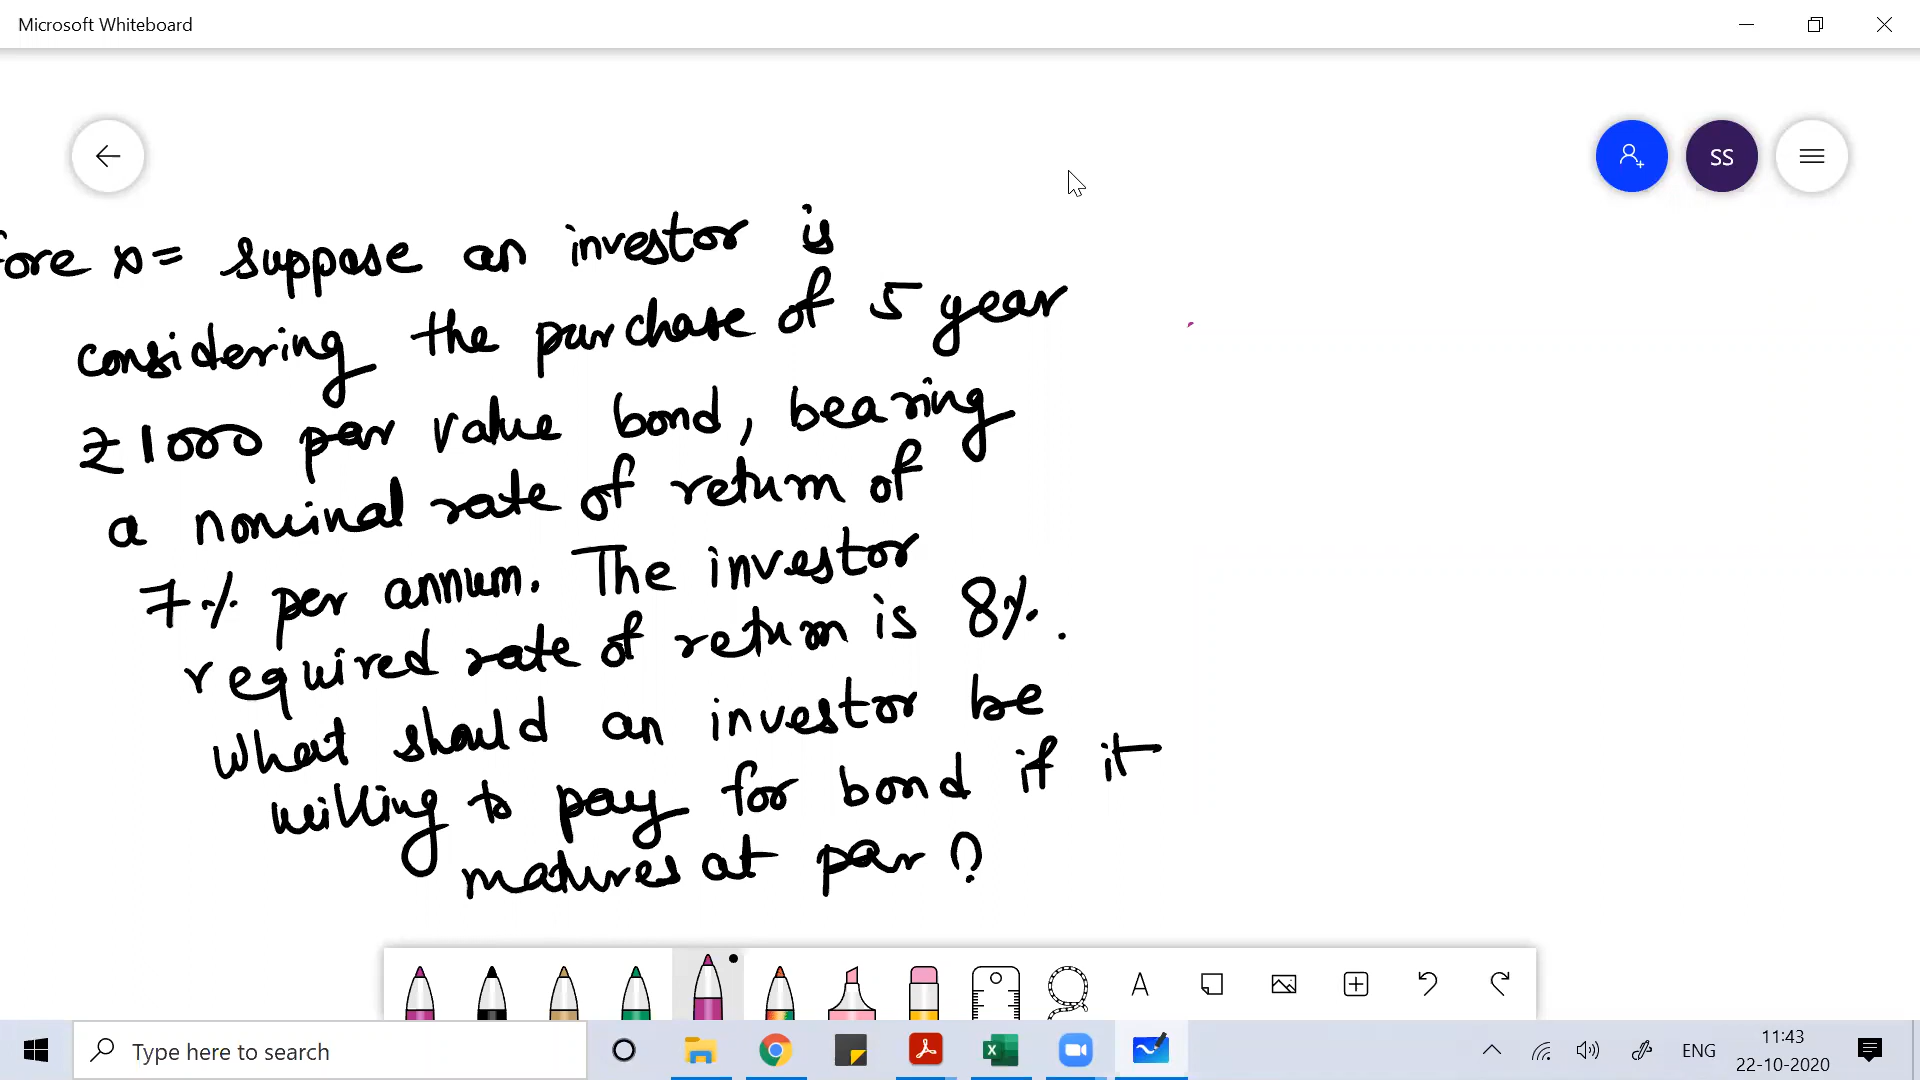 Microsoft Whiteboard
SS
fore x = suppose an investor is
considering the purchase of 5 year
₹1000 par value bond, bearing
a nominal rate of return of
7% per annum. The investor
required rate of return is 8%.
What should an investor be
willing to pay for bond if it
matures at par?
A
Type here to search
ENG
11:43
22-10-2020